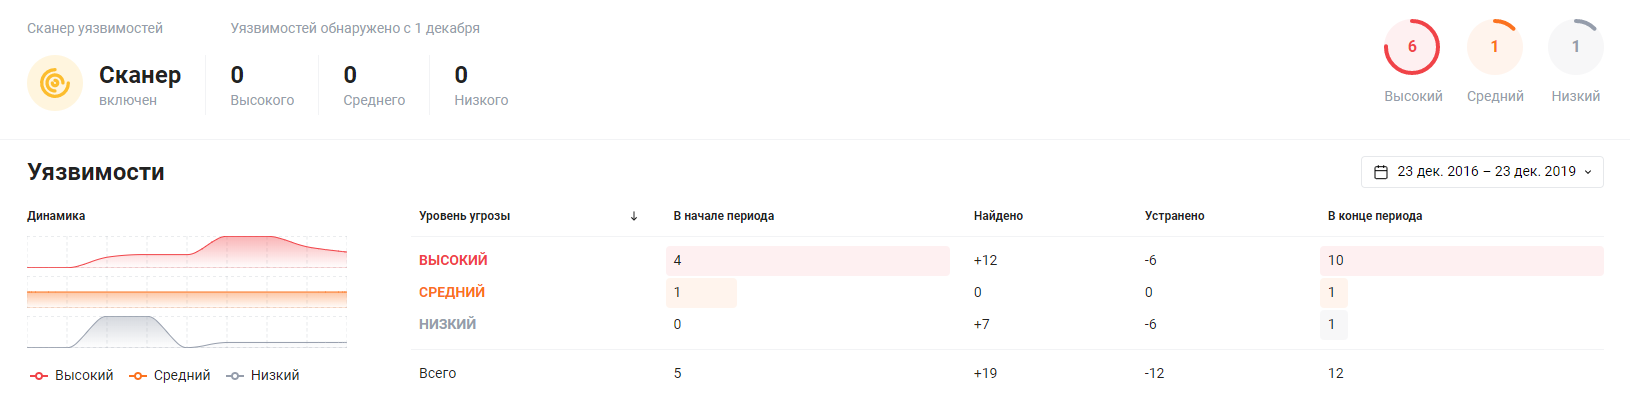 Сканер уязвимостей
Уязвимостей обнаружено с 1 декабря
Сканер
включен
0
Высокого
0
Среднего
0
Низкого
6
Высокий
1
Средний
1
Низкий
Уязвимости
23 дек. 2016 – 23 дек. 2019
Динамика
Высокий Средний Низкий
Уровень угрозы ↓ В начале периода Найдено Устранено В конце периода
ВЫСОКИЙ 4 +12 -6 10
СРЕДНИЙ 1 0 0 1
НИЗКИЙ 0 +7 -6 1
Всего 5 +19 -12 12